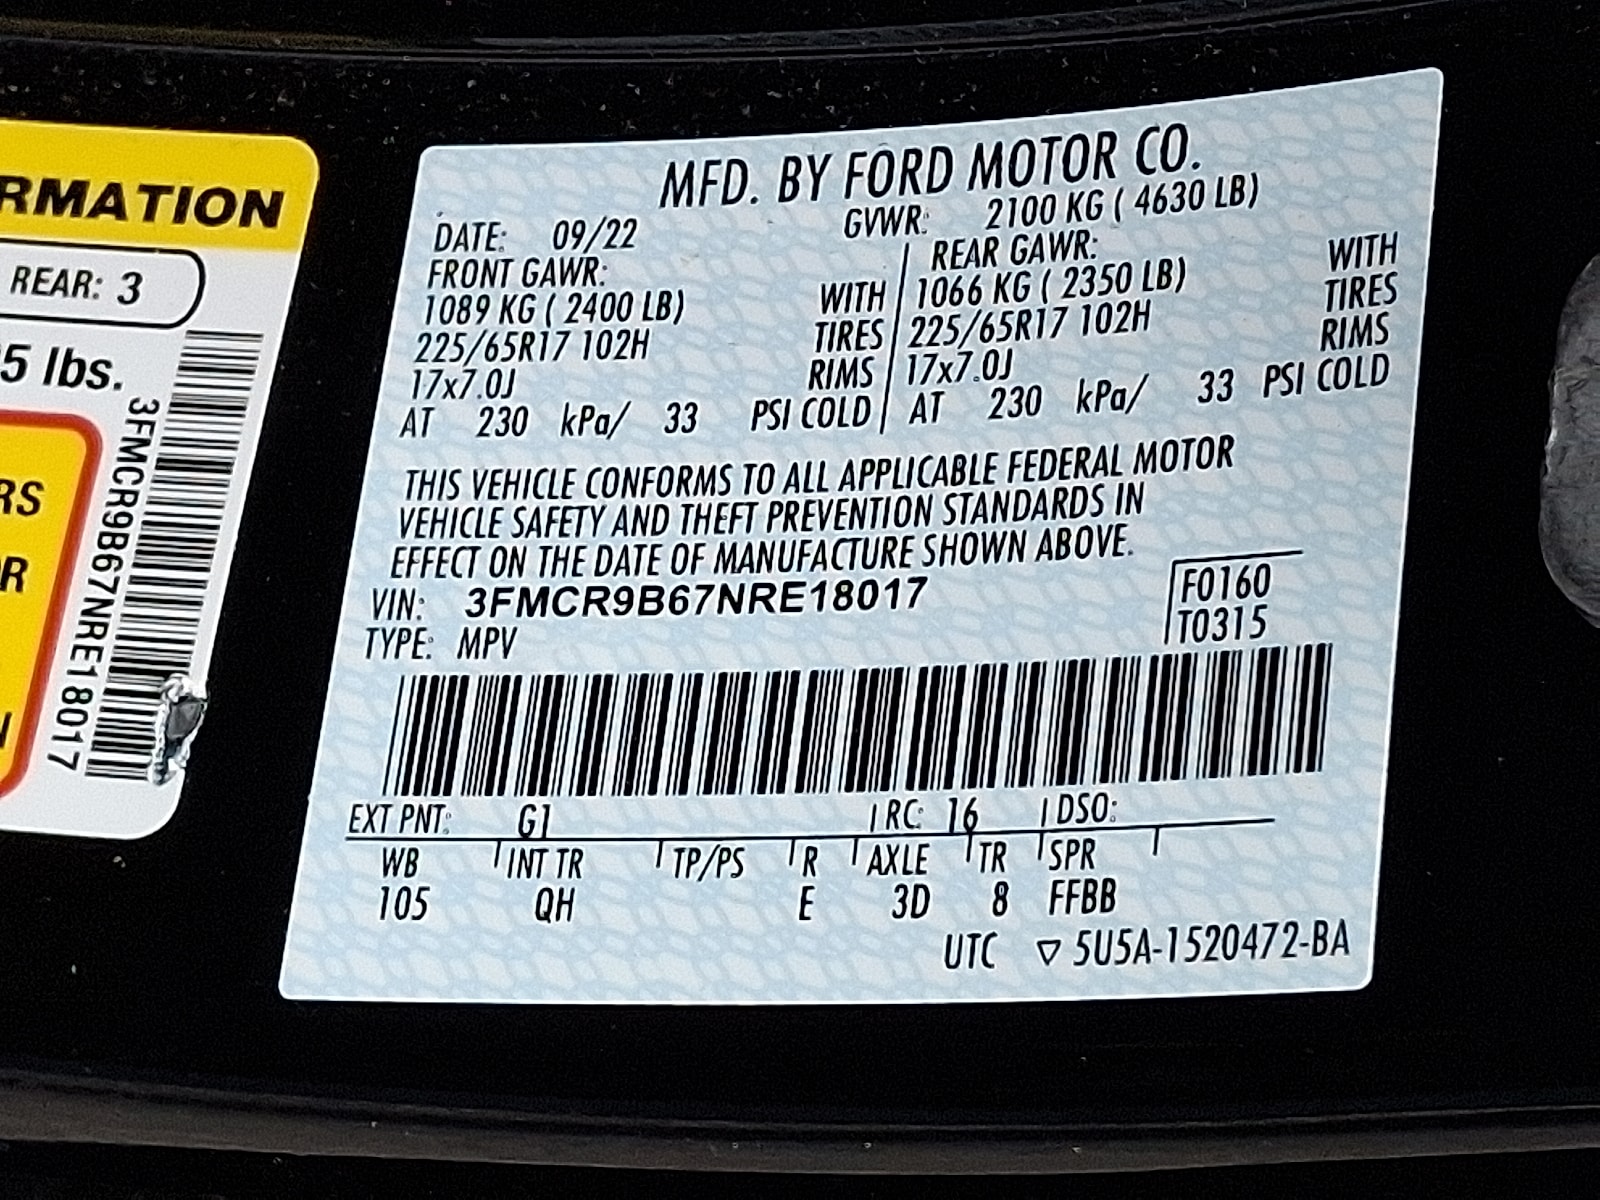 RMATION
REAR: 3
5 lbs.
RS
R
3FMCR9B67NRE18017
MFD. BY FORD MOTOR CO.
DATE: 09/22 GVWR: 2100 KG ( 4630 LB)
FRONT GAWR: REAR GAWR:
1089 KG ( 2400 LB) WITH 1066 KG ( 2350 LB) WITH
225/65R17 102H TIRES 225/65R17 102H TIRES
17x7.0J RIMS 17x7.0J RIMS
AT 230 kPa/ 33 PSI COLD AT 230 kPa/ 33 PSI COLD
THIS VEHICLE CONFORMS TO ALL APPLICABLE FEDERAL MOTOR
VEHICLE SAFETY AND THEFT PREVENTION STANDARDS IN
EFFECT ON THE DATE OF MANUFACTURE SHOWN ABOVE.
VIN: 3FMCR9B67NRE18017 F0160
TYPE: MPV T0315
EXT PNT: G1 RC: 16 DSO:
WB INT TR TP/PS R AXLE TR SPR
105 QH E 3D 8 FFBB
UTC ▽ 5U5A-1520472-BA